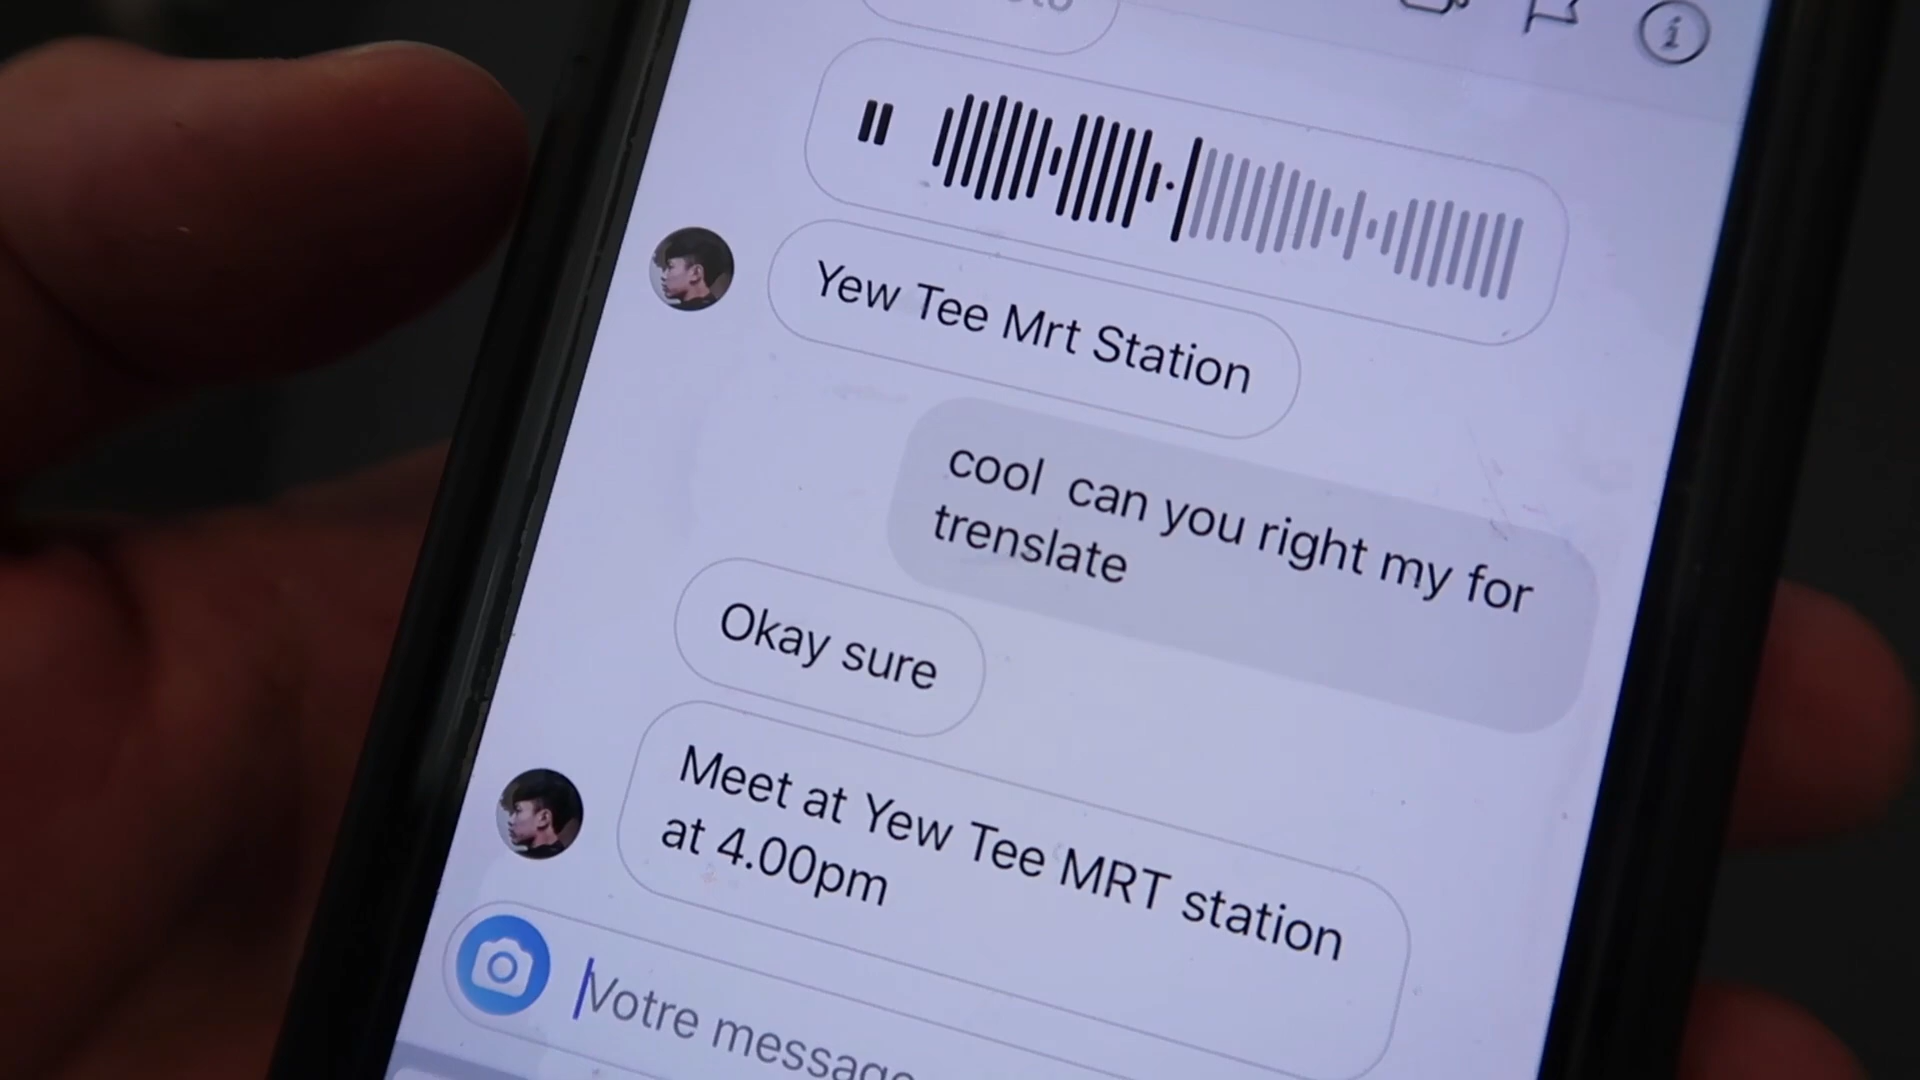 Yew Tee Mrt Station
cool can you right my for
trenslate
Okay sure
Meet at Yew Tee MRT station
at 4.00pm
Votre message